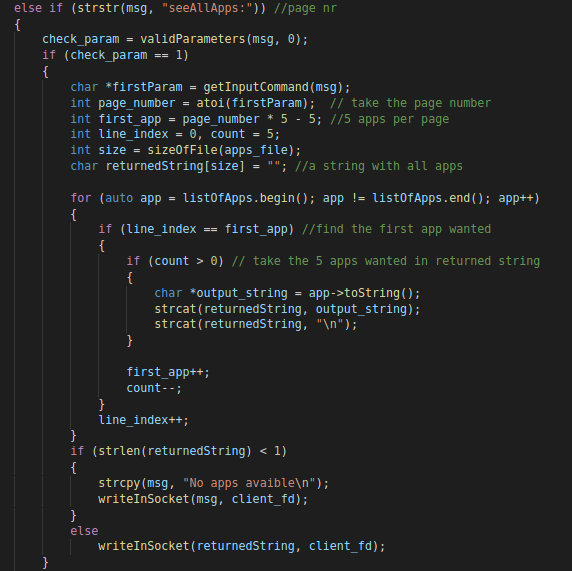 else if (strstr(msg, "seeAllApps:")) //page nr
{
    check_param = validParameters(msg, 0);
    if (check_param == 1)
    {
        char *firstParam = getInputCommand(msg);
        int page_number = atoi(firstParam);  // take the page number
        int first_app = page_number * 5 - 5; //5 apps per page
        int line_index = 0, count = 5;
        int size = sizeOfFile(apps_file);
        char returnedString[size] = ""; //a string with all apps

        for (auto app = listOfApps.begin(); app != listOfApps.end(); app++)
        {
            if (line_index == first_app) //find the first app wanted
            {
                if (count > 0) // take the 5 apps wanted in returned string
                {
                    char *output_string = app->toString();
                    strcat(returnedString, output_string);
                    strcat(returnedString, "\n");
                }

                first_app++;
                count--;
            }
            line_index++;
        }
        if (strlen(returnedString) < 1)
        {
            strcpy(msg, "No apps avaible\n");
            writeInSocket(msg, client_fd);
        }
        else
            writeInSocket(returnedString, client_fd);
    }